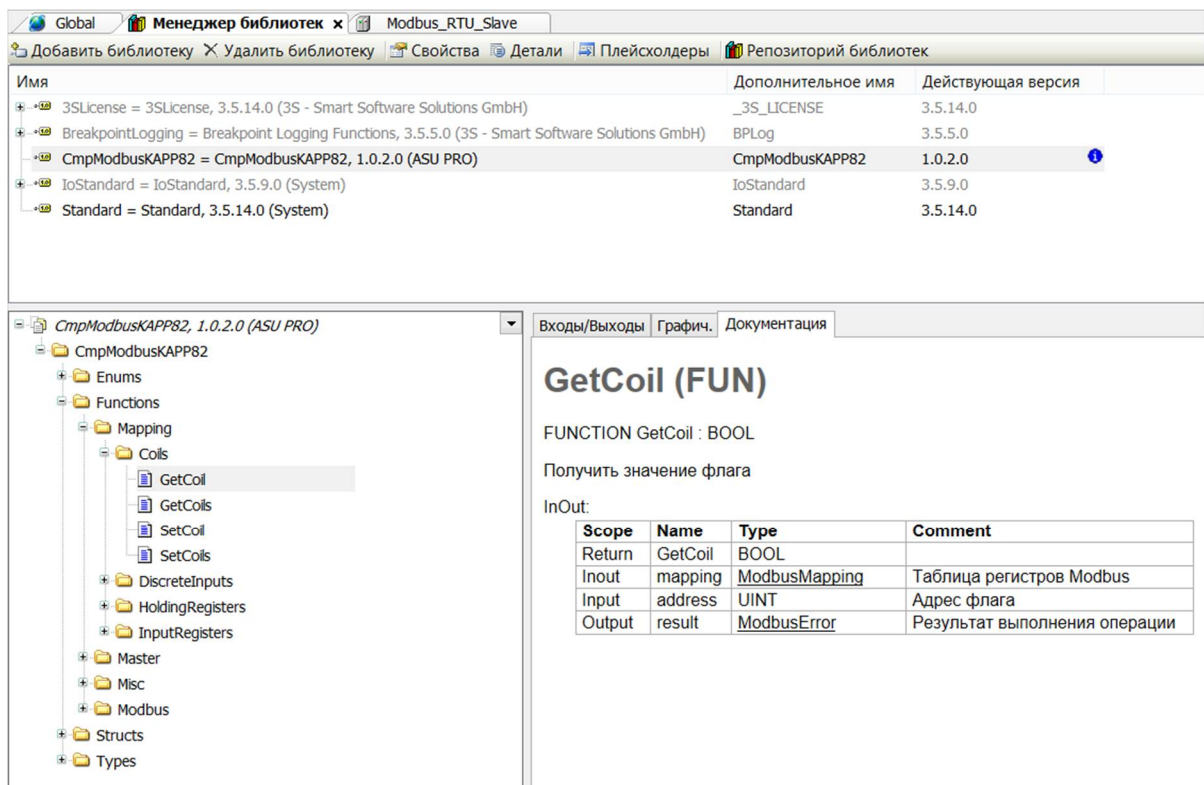 Global Менеджер библиотек x Modbus_RTU_Slave
Добавить библиотеку Удалить библиотеку Свойства Детали Плейсхолдеры Репозиторий библиотек
Имя Дополнительное имя Действующая версия
3SLicense = 3SLicense, 3.5.14.0 (3S - Smart Software Solutions GmbH) _3S_LICENSE 3.5.14.0
BreakpointLogging = Breakpoint Logging Functions, 3.5.5.0 (3S - Smart Software Solutions GmbH) BPLog 3.5.5.0
CmpModbusKAPP82 = CmpModbusKAPP82, 1.0.2.0 (ASU PRO) CmpModbusKAPP82 1.0.2.0
IoStandard = IoStandard, 3.5.9.0 (System) IoStandard 3.5.9.0
Standard = Standard, 3.5.14.0 (System) Standard 3.5.14.0
CmpModbusKAPP82, 1.0.2.0 (ASU PRO)
CmpModbusKAPP82
Enums
Functions
Mapping
Coils
GetCoil
GetCoils
SetCoil
SetCoils
DiscreteInputs
HoldingRegisters
InputRegisters
Master
Misc
Modbus
Structs
Types
Входы/Выходы Графич. Документация
GetCoil (FUN)
FUNCTION GetCoil : BOOL
Получить значение флага
InOut:
Scope Name Type Comment
Return GetCoil BOOL
Inout mapping ModbusMapping Таблица регистров Modbus
Input address UINT Адрес флага
Output result ModbusError Результат выполнения операции